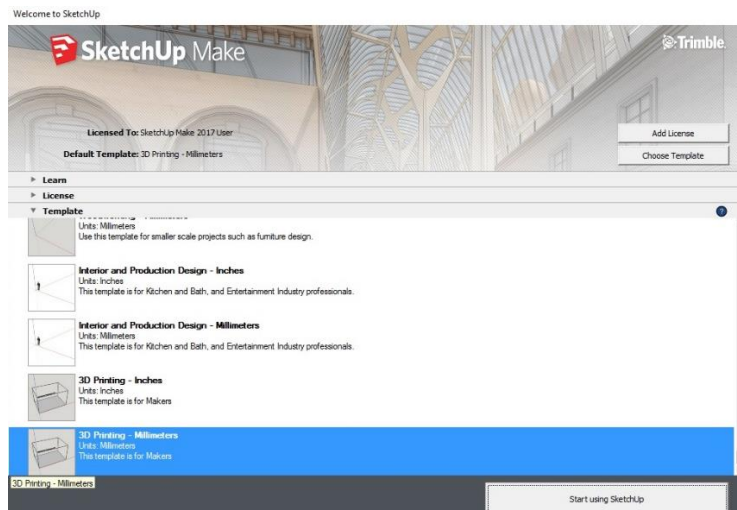 Welcome to SketchUp
SketchUp Make
Trimble.
Licensed To: SketchUp Make 2017 User
Add License
Default Template: 3D Printing - Millimeters
Choose Template
Learn
License
Template
?
Units: Millimeters
Use this template for smaller scale projects such as furniture design.
Interior and Production Design - Inches
Units: Inches
This template is for Kitchen and Bath, and Entertainment Industry professionals.
Interior and Production Design - Millimeters
Units: Millimeters
This template is for Kitchen and Bath, and Entertainment Industry professionals.
3D Printing - Inches
Units: Inches
This template is for Makers
3D Printing - Millimeters
Units: Millimeters
This template is for Makers
3D Printing - Millimeters
Start using SketchUp